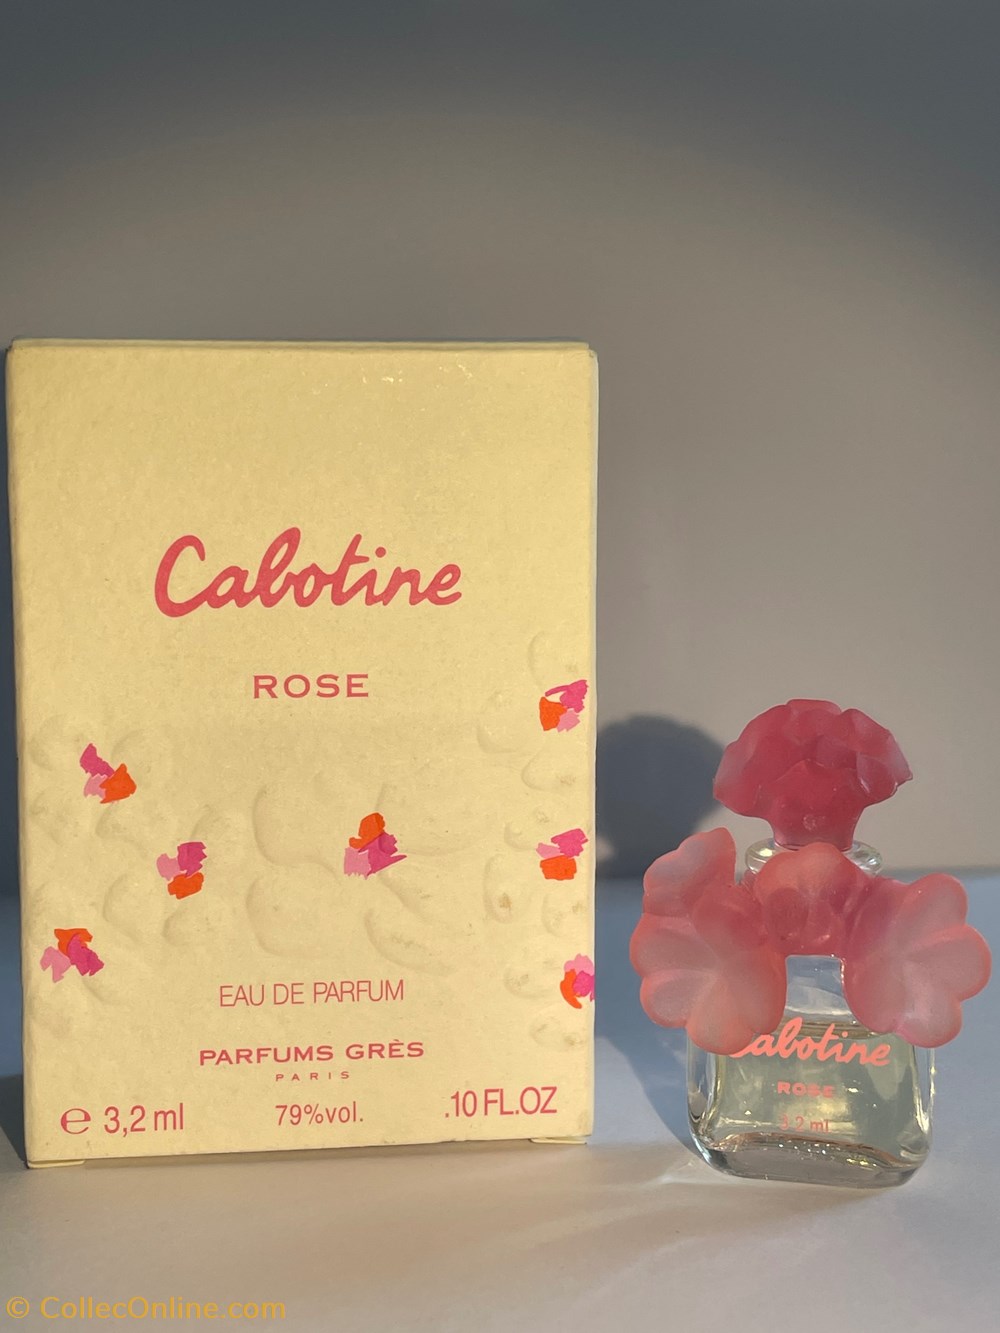 Cabotine
ROSE
EAU DE PARFUM
PARFUMS GRÈS
PARIS
℮ 3,2 ml 79%vol. .10 FL.OZ
Cabotine
ROSE
3,2 ml
© CollecOnline.com